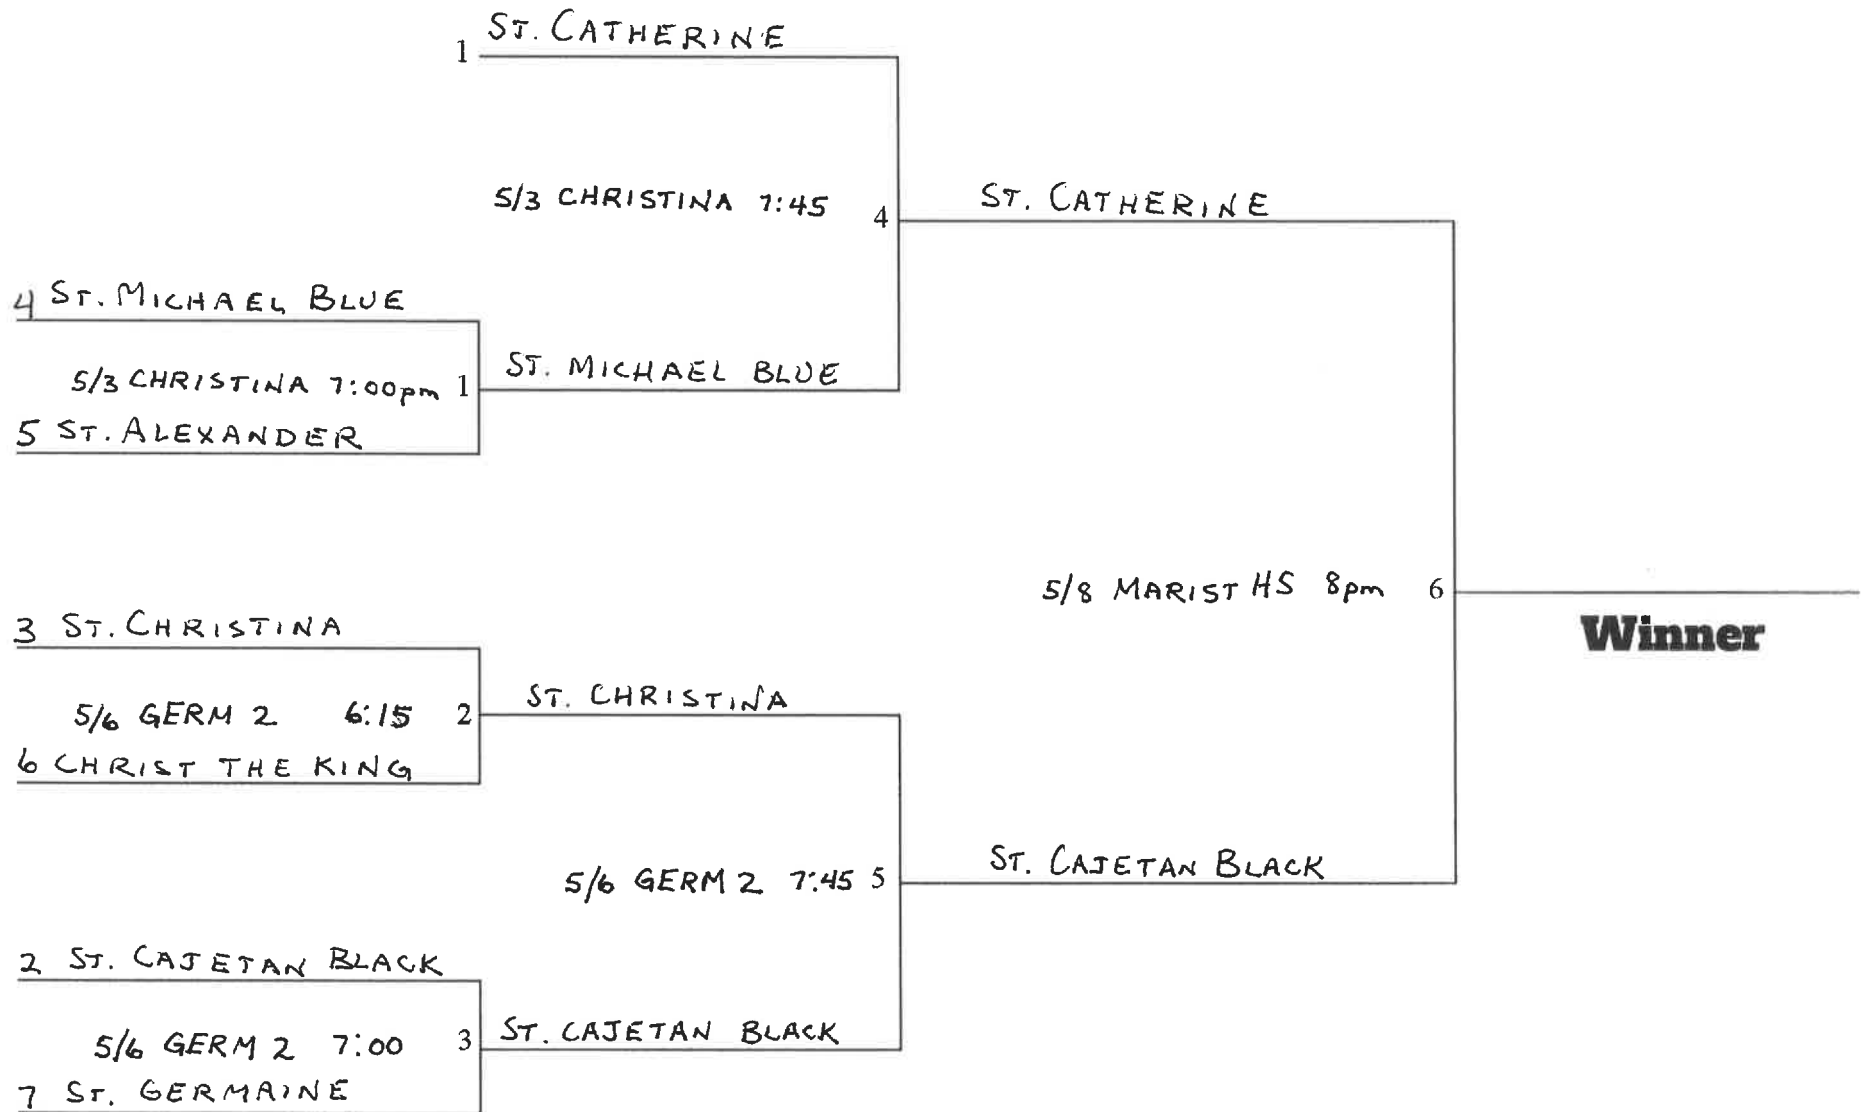 1 ST. CATHERINE
5/3 CHRISTINA 7:45 4
ST. CATHERINE
4 ST. MICHAEL BLUE
5/3 CHRISTINA 7:00pm 1
ST. MICHAEL BLUE
5 ST. ALEXANDER
5/8 MARIST HS 8pm 6
Winner
3 ST. CHRISTINA
5/6 GERM 2 6:15 2
ST. CHRISTINA
6 CHRIST THE KING
5/6 GERM 2 7:45 5
ST. CAJETAN BLACK
2 ST. CAJETAN BLACK
5/6 GERM 2 7:00 3
ST. CAJETAN BLACK
7 ST. GERMAINE